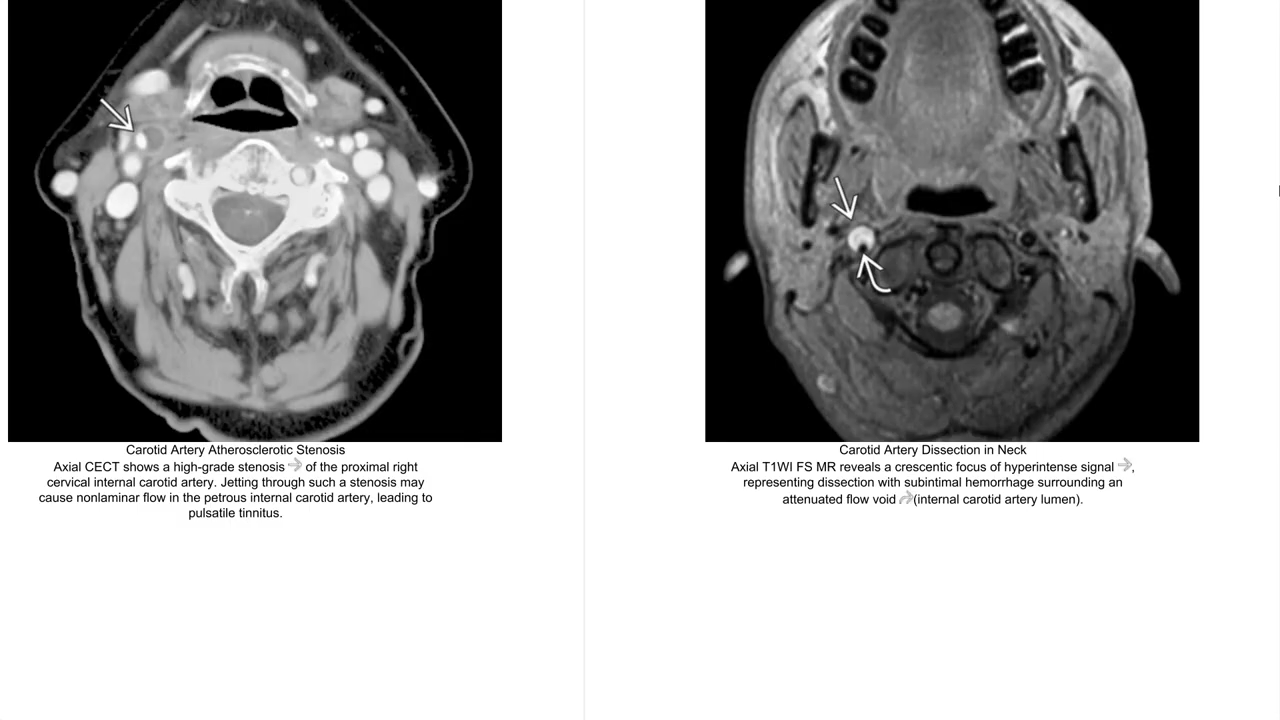 Carotid Artery Atherosclerotic Stenosis
Axial CECT shows a high-grade stenosis of the proximal right
cervical internal carotid artery. Jetting through such a stenosis may
cause nonlaminar flow in the petrous internal carotid artery, leading to
pulsatile tinnitus.
Carotid Artery Dissection in Neck
Axial T1WI FS MR reveals a crescentic focus of hyperintense signal ,
representing dissection with subintimal hemorrhage surrounding an
attenuated flow void (internal carotid artery lumen).